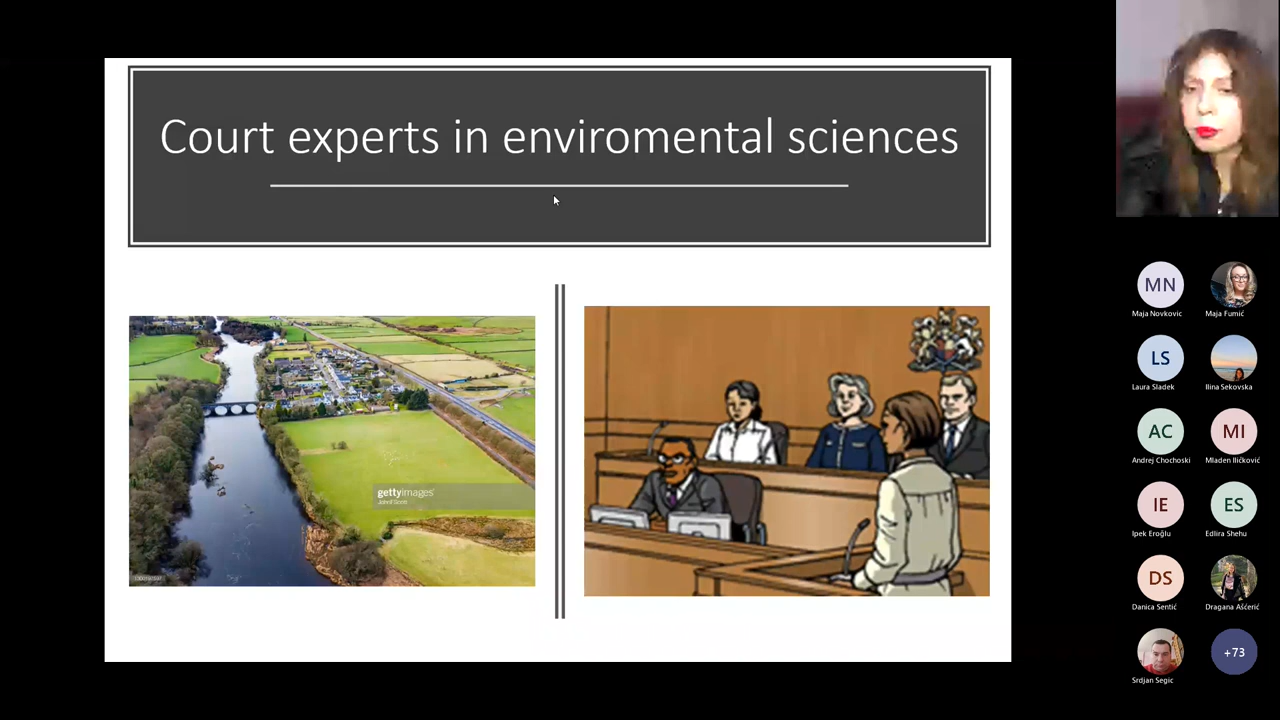 Court experts in enviromental sciences
gettyimages
MN
Maja Novkovic
Maja Fumić
LS
Laura Sladek
Ilina Sekovska
AC
Andrej Chochoski
MI
Mladen Iličković
IE
Ipek Eroğlu
ES
Edlira Shehu
DS
Danica Sentić
Dragana Ašćerić
Srdjan Segic
+73